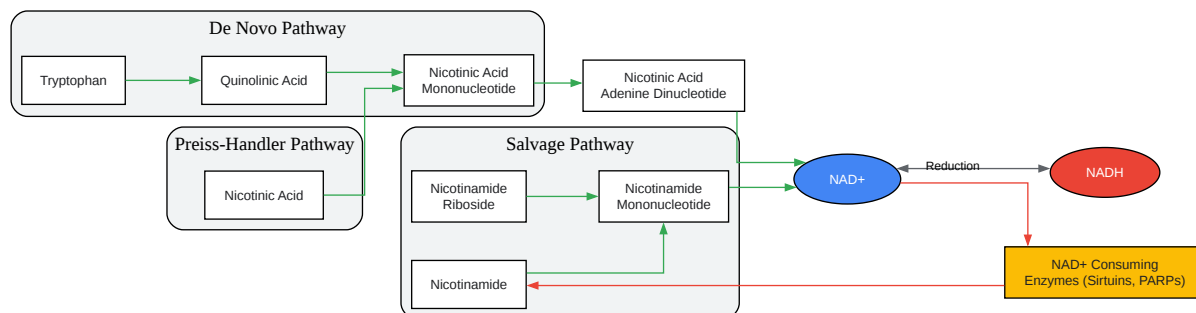 De Novo Pathway
Tryptophan
Quinolinic Acid
Nicotinic Acid
Mononucleotide
Nicotinic Acid
Adenine Dinucleotide
Preiss-Handler Pathway
Nicotinic Acid
Salvage Pathway
Nicotinamide
Riboside
Nicotinamide
Mononucleotide
Nicotinamide
NAD+
Reduction
NADH
NAD+ Consuming
Enzymes (Sirtuins, PARPs)